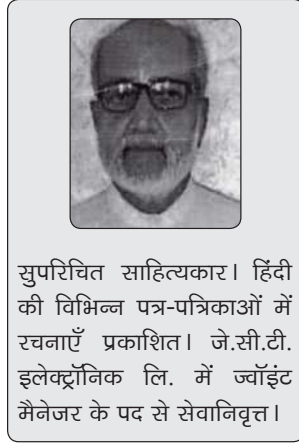 सुपरिचित साहित्यकार। हिंदी
की विभिन्न पत्र-पत्रिकाओं में
रचनाएँ प्रकाशित। जे.सी.टी.
इलेक्ट्रॉनिक लि. में ज्वॉइंट
मैनेजर के पद से सेवानिवृत्त।